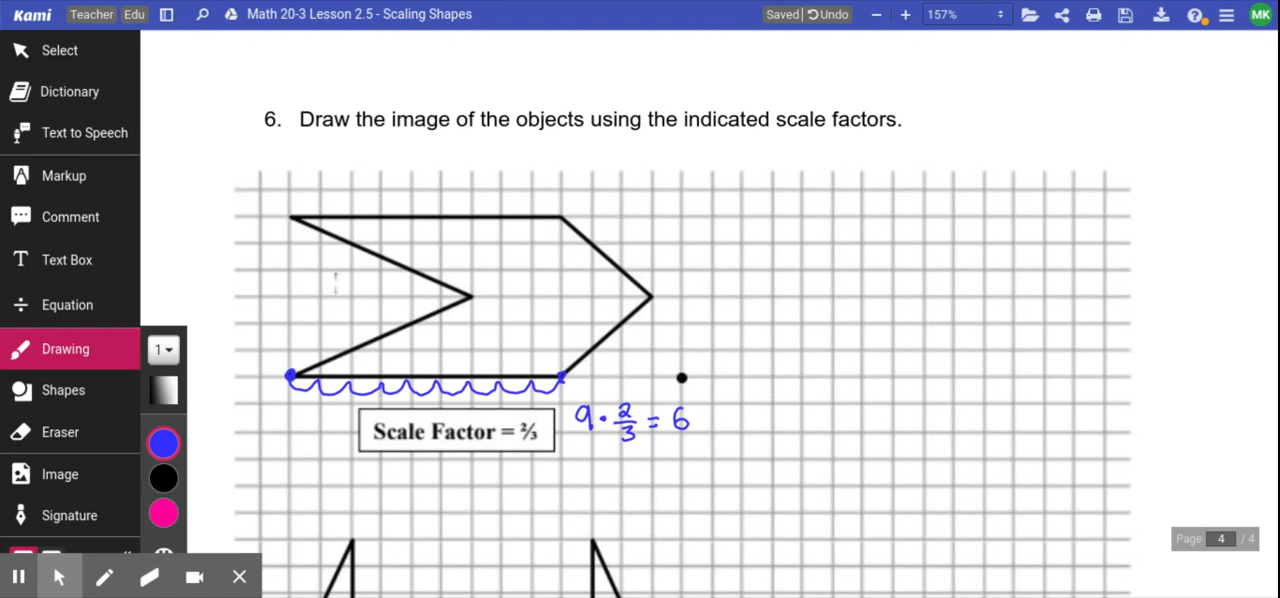 Kami Teacher Edu Math 20-3 Lesson 2.5 - Scaling Shapes Saved Undo − + 157% MK
Select
Dictionary
Text to Speech
Markup
Comment
Text Box
Equation
Drawing
1
Shapes
Eraser
Image
Signature
6. Draw the image of the objects using the indicated scale factors.
Scale Factor = ⅔
9 · 2/3 = 6
Page 4 / 4